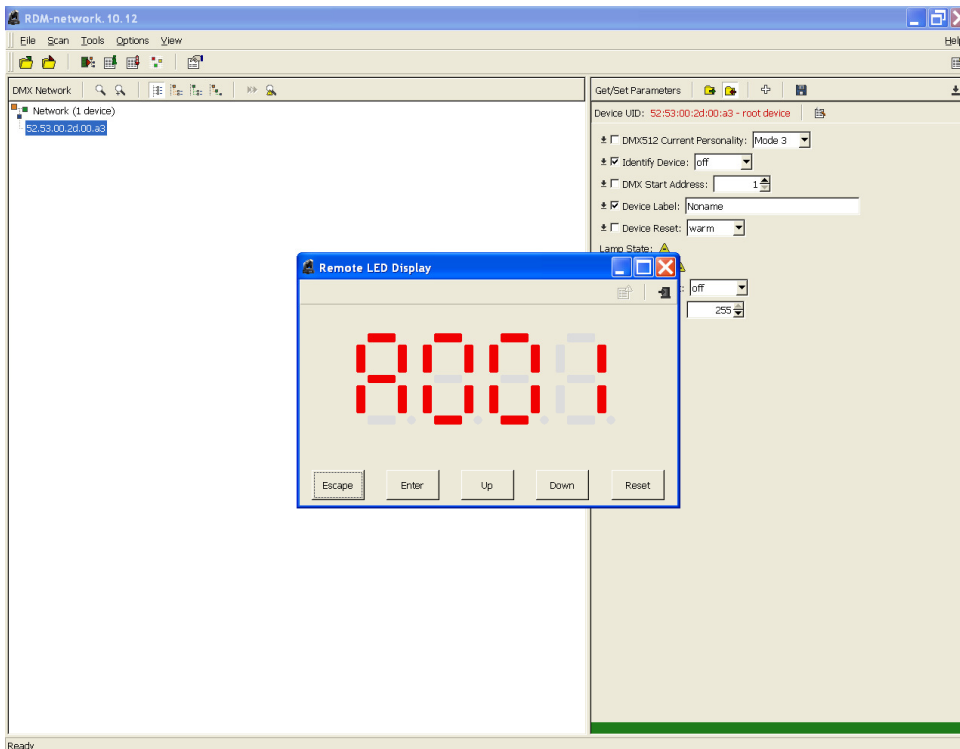 RDM-network. 10. 12
File Scan Tools Options View Help
DMX Network
Get/Set Parameters
Network (1 device)
52.53.00.2d.00.a3
Device UID: 52:53:00:2d:00:a3 - root device
DMX512 Current Personality: Mode 3
Identify Device: off
DMX Start Address: 1
Device Label: Noname
Device Reset: warm
Lamp State:
off
255
Remote LED Display
A001
Escape Enter Up Down Reset
Ready